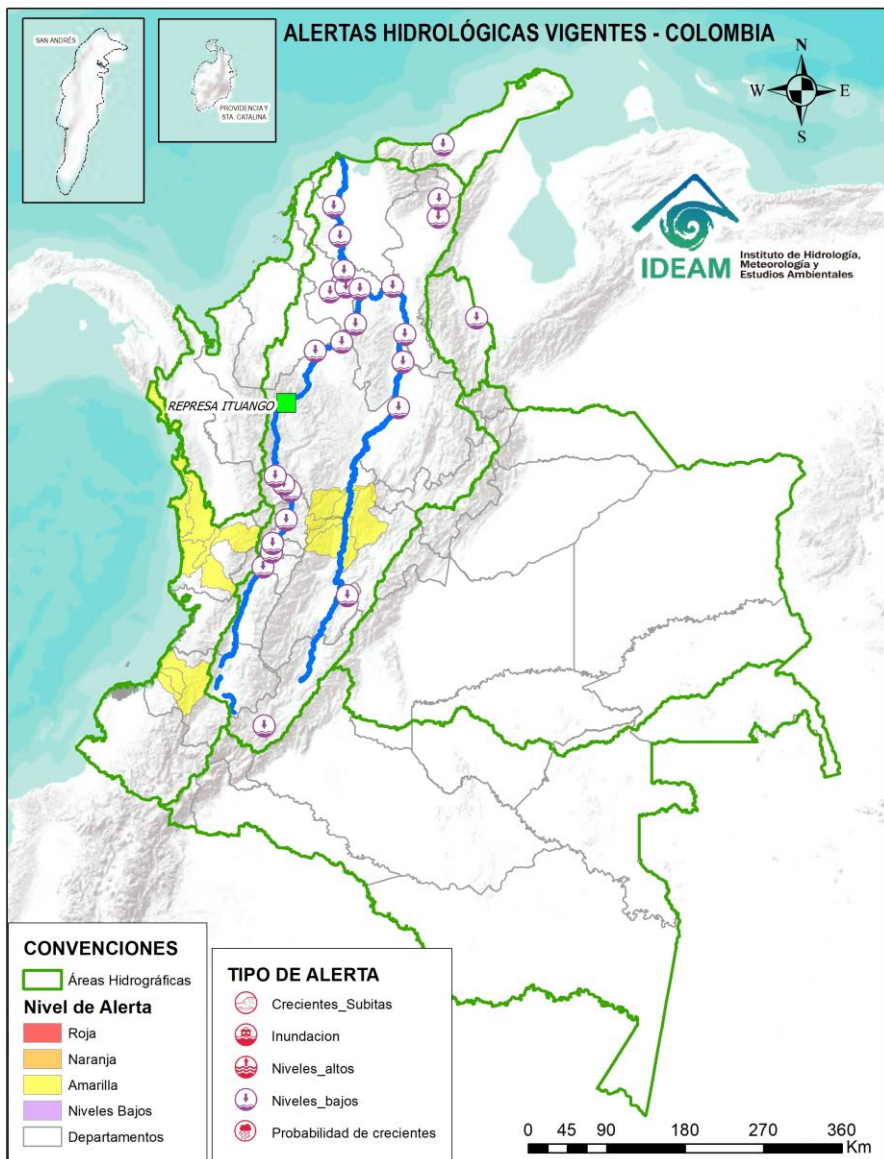 ALERTAS HIDROLÓGICAS VIGENTES - COLOMBIA
SAN ANDRÉS
PROVIDENCIA Y
STA. CATALINA
N
W
E
S
IDEAM
Instituto de Hidrología,
Meteorología y
Estudios Ambientales
REPRESA ITUANGO
CONVENCIONES
Áreas Hidrográficas
Nivel de Alerta
Roja
Naranja
Amarilla
Niveles Bajos
Departamentos
TIPO DE ALERTA
Crecientes_Subitas
Inundacion
Niveles_altos
Niveles_bajos
Probabilidad de crecientes
0 45 90 180 270 360
Km